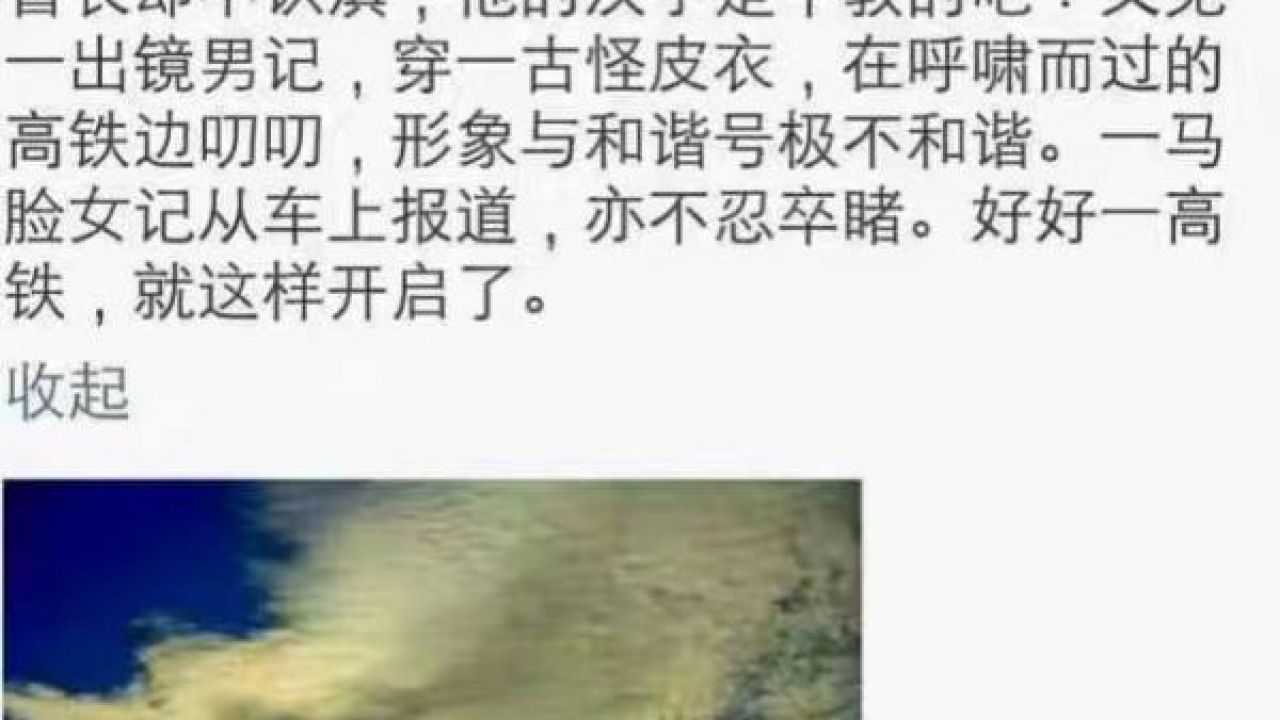 一出镜男记，穿一古怪皮衣，在呼啸而过的
高铁边叨叨，形象与和谐号极不和谐。一马
脸女记从车上报道，亦不忍卒睹。好好一高
铁，就这样开启了。
收起